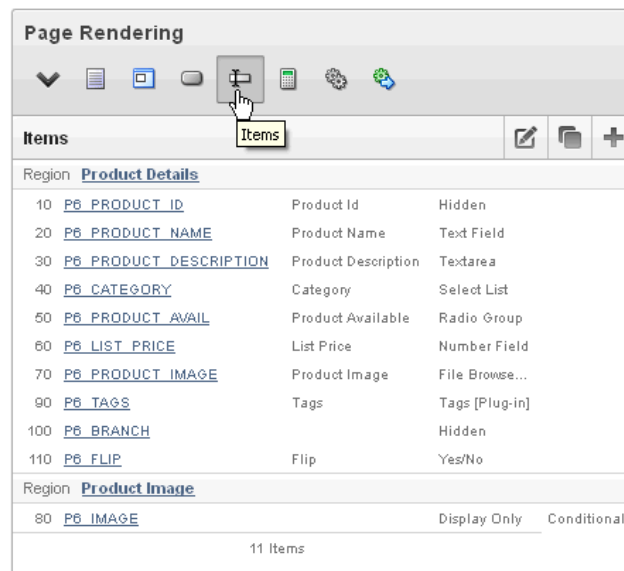 Page Rendering
Items
Items
Region Product Details
10 P6_PRODUCT_ID Product Id Hidden
20 P6_PRODUCT_NAME Product Name Text Field
30 P6_PRODUCT_DESCRIPTION Product Description Textarea
40 P6_CATEGORY Category Select List
50 P6_PRODUCT_AVAIL Product Available Radio Group
60 P6_LIST_PRICE List Price Number Field
70 P6_PRODUCT_IMAGE Product Image File Browse...
90 P6_TAGS Tags Tags [Plug-in]
100 P6_BRANCH Hidden
110 P6_FLIP Flip Yes/No
Region Product Image
80 P6_IMAGE Display Only Conditional
11 Items